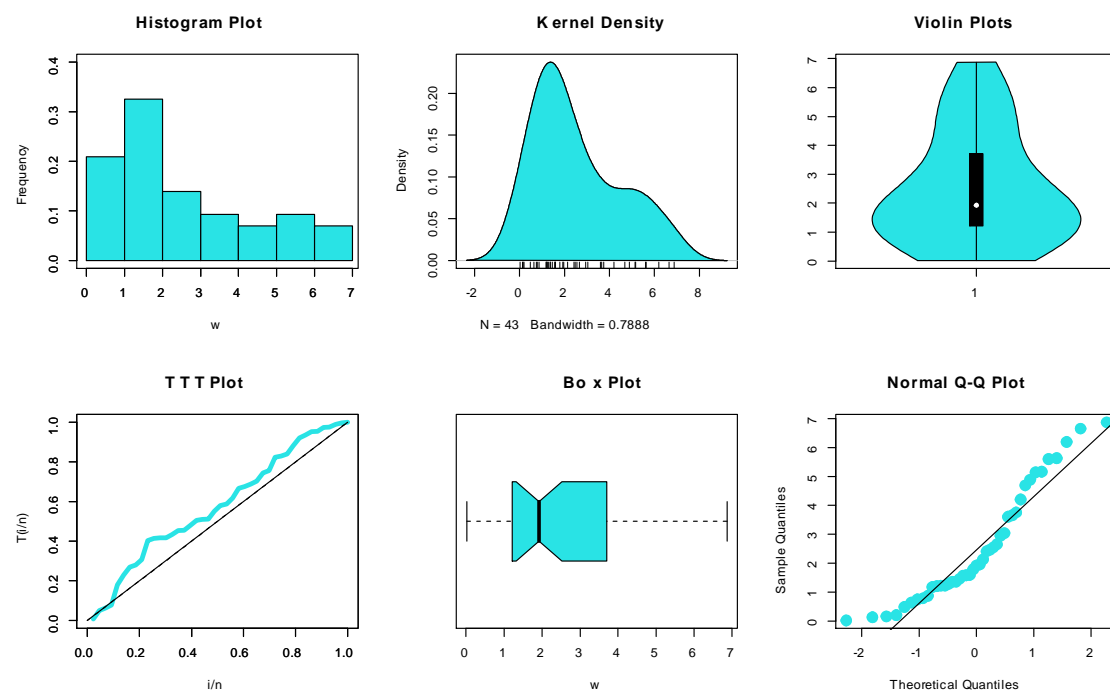 Histogram Plot
Frequency
0.0 0.1 0.2 0.3 0.4
0 1 2 3 4 5 6 7
w
Kernel Density
Density
0.00 0.05 0.10 0.15 0.20
-2 0 2 4 6 8
N = 43 Bandwidth = 0.7888
Violin Plots
0 1 2 3 4 5 6 7
1
T T T Plot
T(i/n)
0.0 0.2 0.4 0.6 0.8 1.0
0.0 0.2 0.4 0.6 0.8 1.0
i/n
Bo x Plot
0 1 2 3 4 5 6 7
w
Normal Q-Q Plot
Sample Quantiles
0 1 2 3 4 5 6 7
-2 -1 0 1 2
Theoretical Quantiles